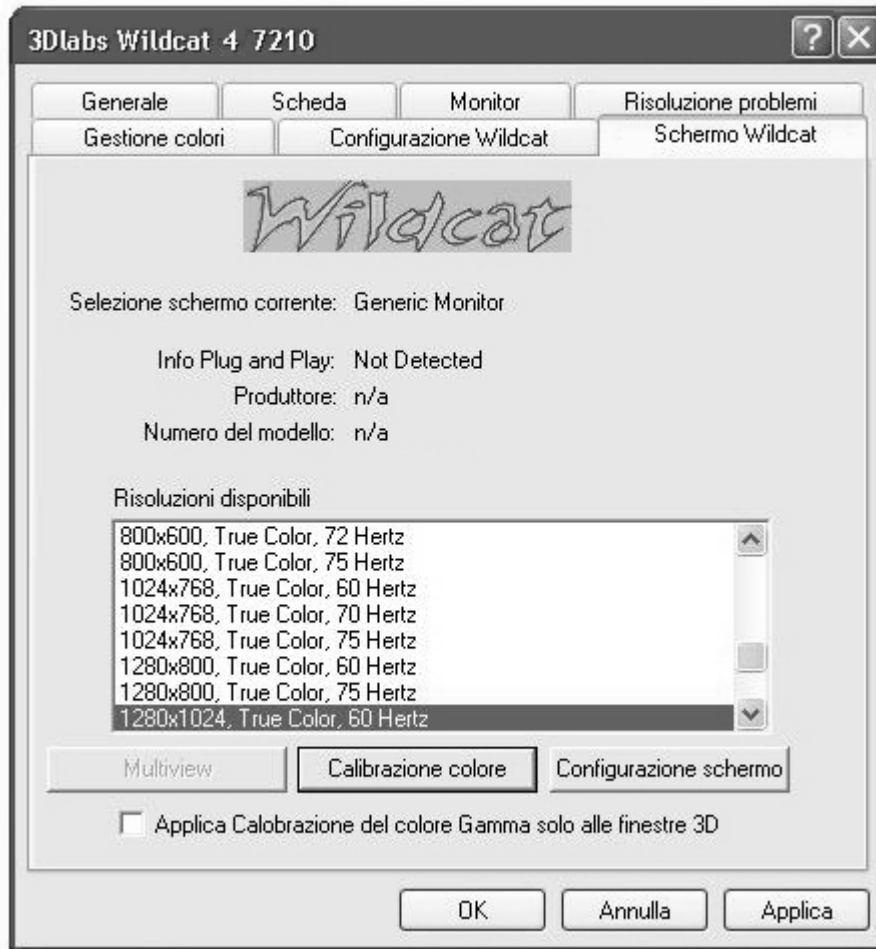 3Dlabs Wildcat 4 7210
Generale Scheda Monitor Risoluzione problemi
Gestione colori Configurazione Wildcat Schermo Wildcat
Wildcat
Selezione schermo corrente: Generic Monitor
Info Plug and Play: Not Detected
Produttore: n/a
Numero del modello: n/a
Risoluzioni disponibili
800x600, True Color, 72 Hertz
800x600, True Color, 75 Hertz
1024x768, True Color, 60 Hertz
1024x768, True Color, 70 Hertz
1024x768, True Color, 75 Hertz
1280x800, True Color, 60 Hertz
1280x800, True Color, 75 Hertz
1280x1024, True Color, 60 Hertz
Multiview Calibrazione colore Configurazione schermo
Applica Calobrazione del colore Gamma solo alle finestre 3D
OK Annulla Applica